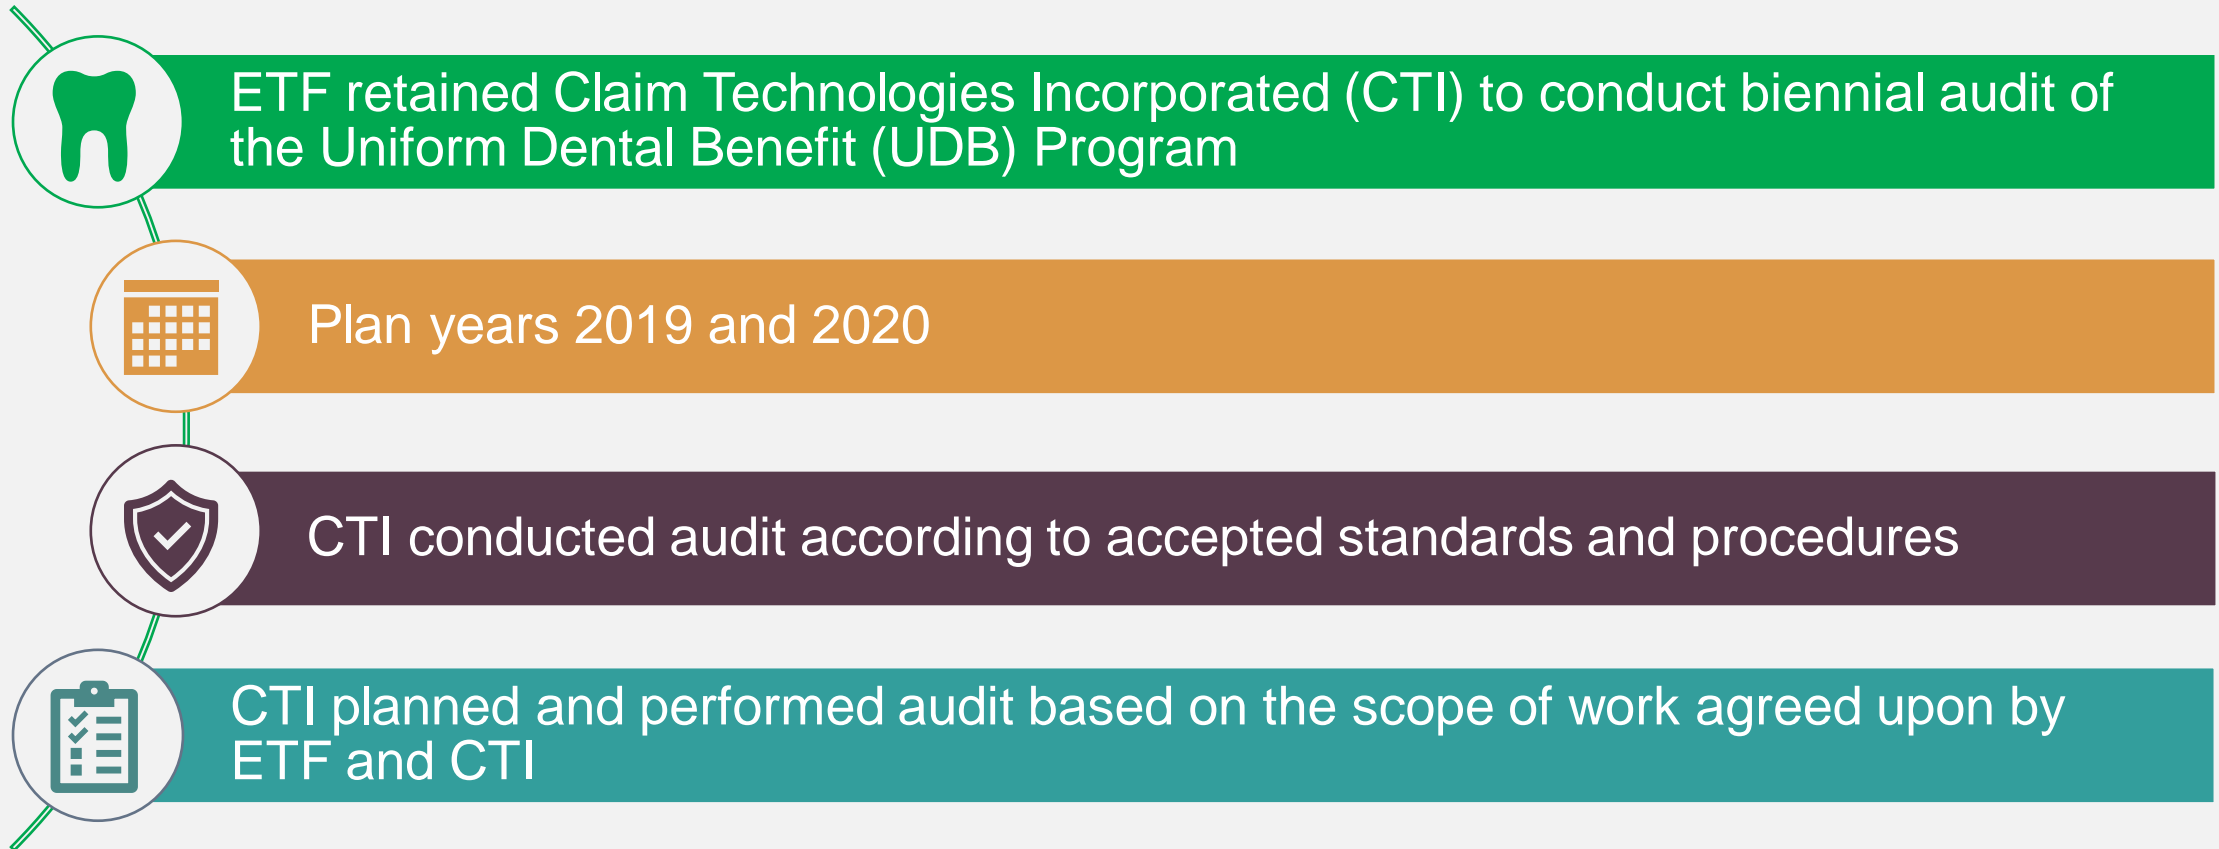 ETF retained Claim Technologies Incorporated (CTI) to conduct biennial audit of
the Uniform Dental Benefit (UDB) Program
Plan years 2019 and 2020
CTI conducted audit according to accepted standards and procedures
CTI planned and performed audit based on the scope of work agreed upon by
ETF and CTI